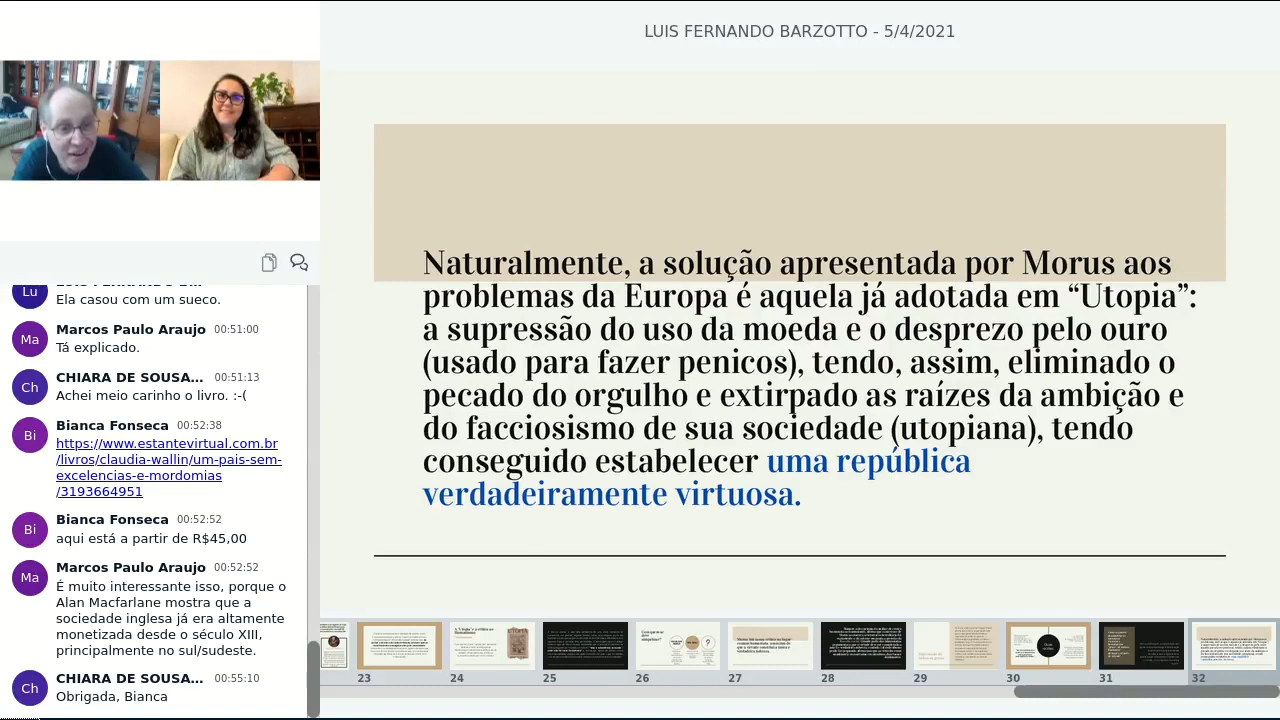 LUIS FERNANDO BARZOTTO - 5/4/2021
Lu
Ela casou com um sueco.
Ma
Marcos Paulo Araujo 00:51:00
Tá explicado.
Ch
CHIARA DE SOUSA... 00:51:13
Achei meio carinho o livro. :-(
Bi
Bianca Fonseca 00:52:38
https://www.estantevirtual.com.br
/livros/claudia-wallin/um-pais-sem-
excelencias-e-mordomias
/3193664951
Bi
Bianca Fonseca 00:52:52
aqui está a partir de R$45,00
Ma
Marcos Paulo Araujo 00:52:52
É muito interessante isso, porque o
Alan Macfarlane mostra que a
sociedade inglesa já era altamente
monetizada desde o século XIII,
principalmente no sul/sureste
Ch
CHIARA DE SOUSA... 00:55:10
Obrigada, Bianca
Naturalmente, a solução apresentada por Morus aos
problemas da Europa é aquela já adotada em “Utopia”:
a supressão do uso da moeda e o desprezo pelo ouro
(usado para fazer penicos), tendo, assim, eliminado o
pecado do orgulho e extirpado as raízes da ambição e
do facciosismo de sua sociedade (utopiana), tendo
conseguido estabelecer uma república
verdadeiramente virtuosa.
23 24 25 26 27 28 29 30 31 32